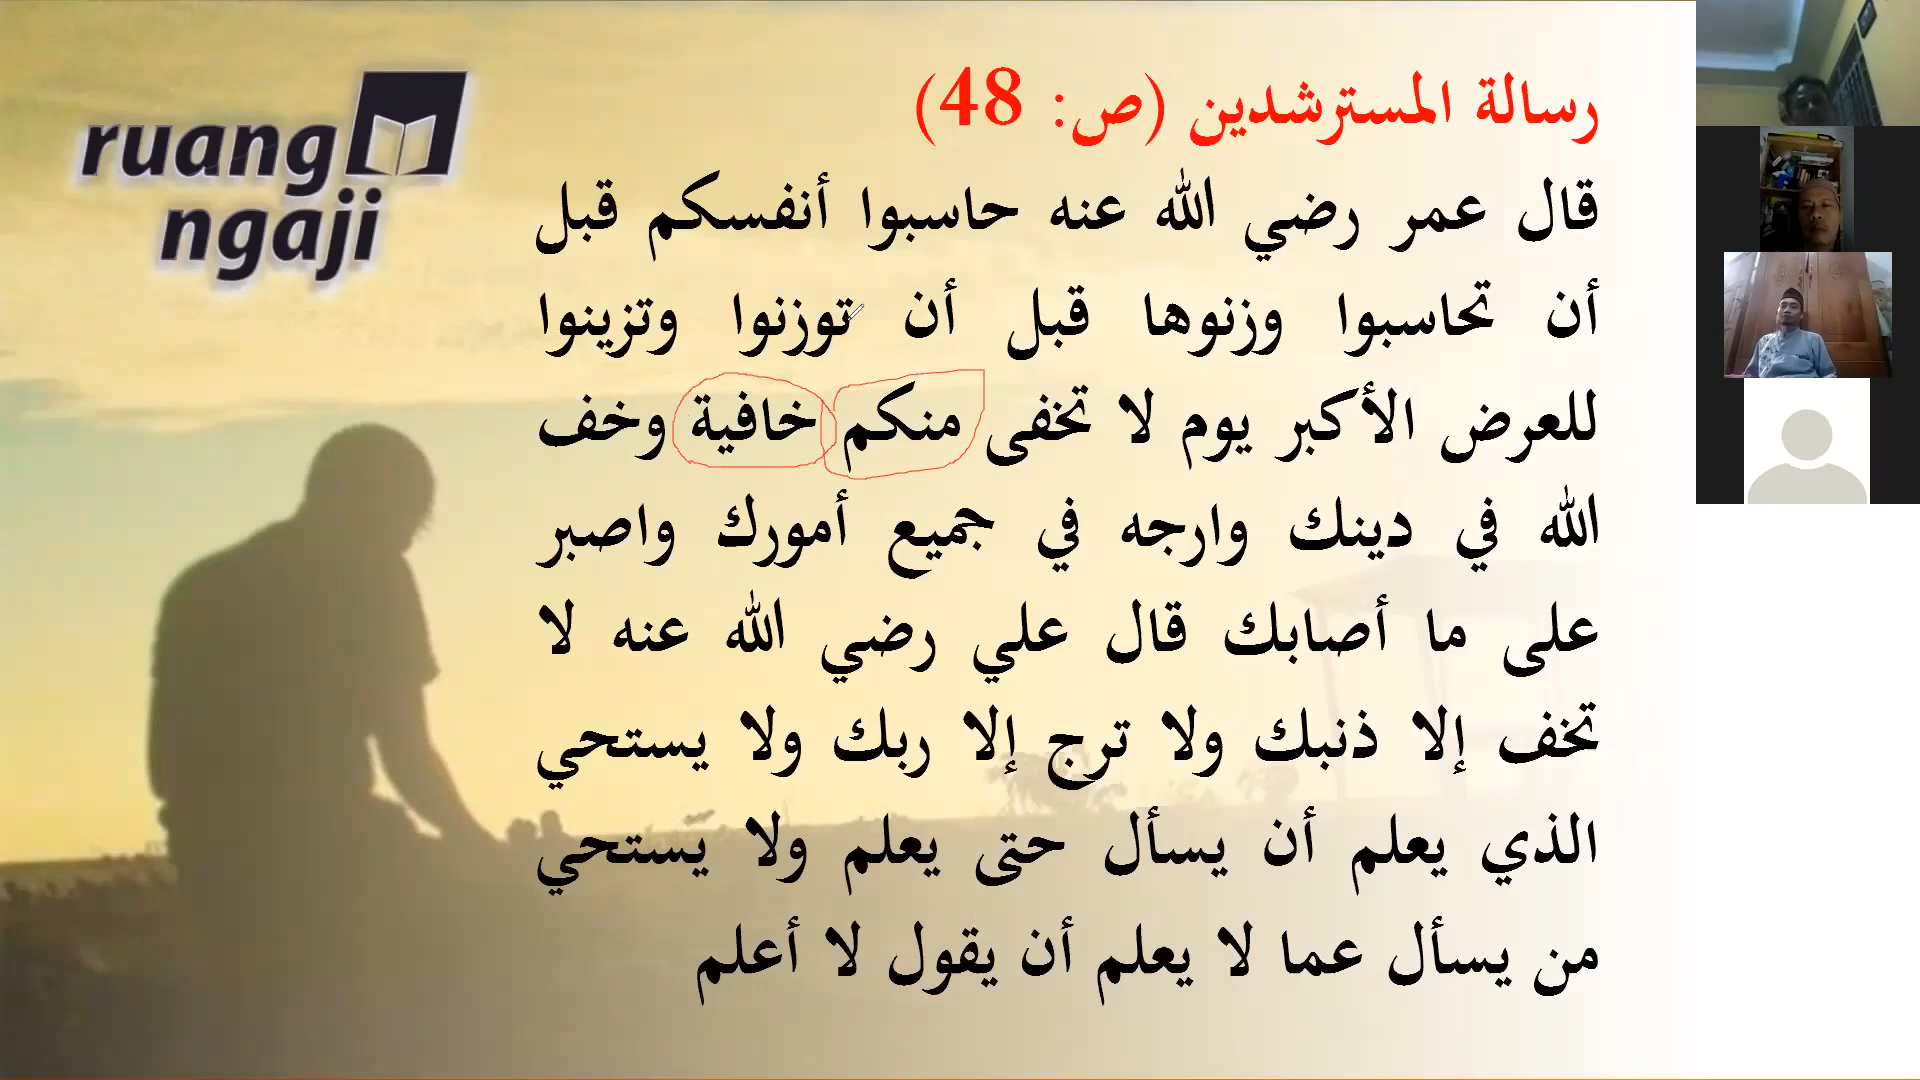 ruang
ngaji
رسالة المسترشدين (ص: 48)
قال عمر رضي الله عنه حاسبوا أنفسكم قبل
أن تحاسبوا وزنوها قبل أن توزنوا وتزينوا
للعرض الأكبر يوم لا تخفى منكم خافية وخف
الله في دينك وارجه في جميع أمورك واصبر
على ما أصابك قال علي رضي الله عنه لا
تخف إلا ذنبك ولا ترج إلا ربك ولا يستحي
الذي يعلم أن يسأل حتى يعلم ولا يستحي
من يسأل عما لا يعلم أن يقول لا أعلم